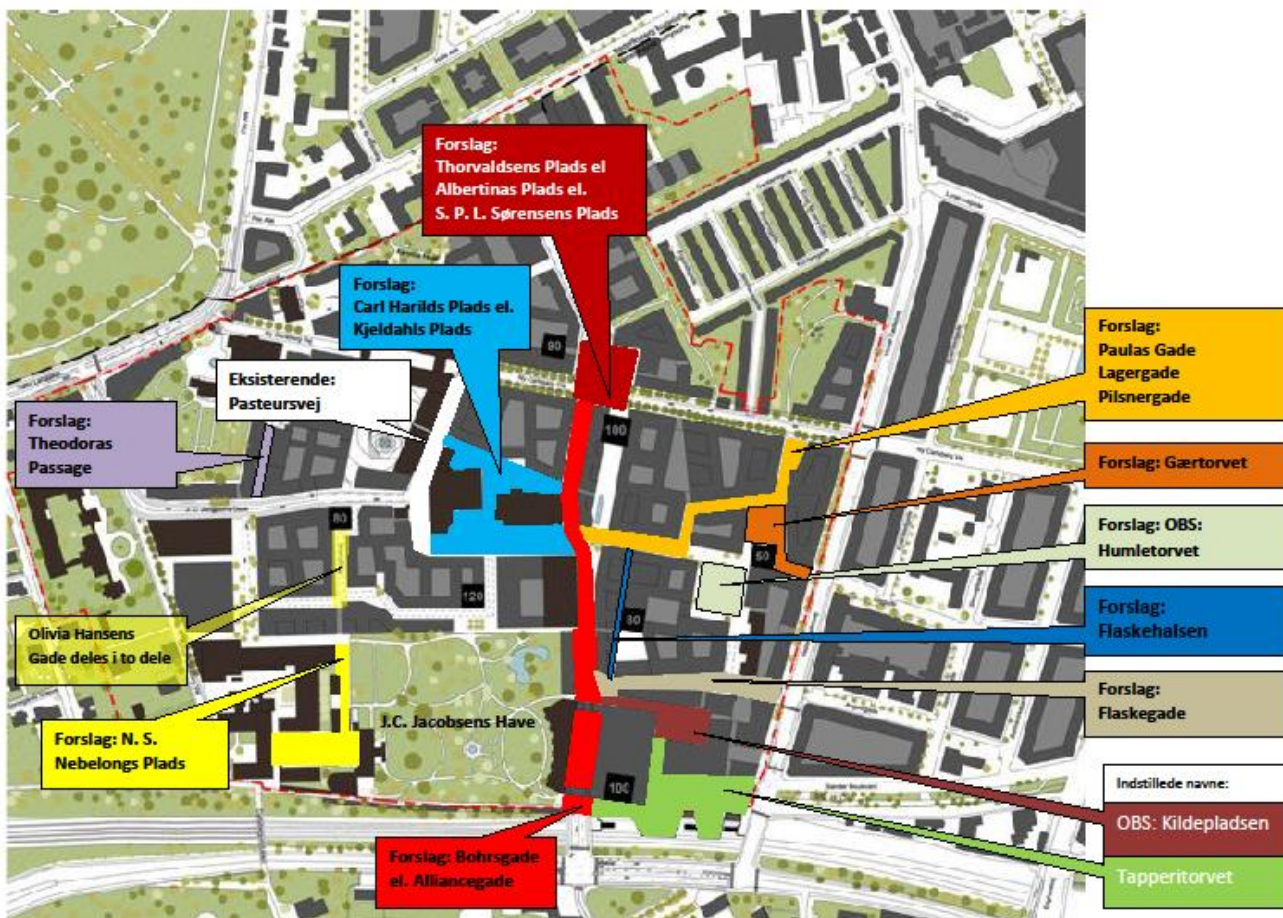 Forslag:
Thorvaldsens Plads el
Albertinas Plads el.
S. P. L. Sørensens Plads
Forslag:
Carl Harilds Plads el.
Kjeldahls Plads
Eksisterende:
Pasteursvej
Forslag:
Theodoras
Passage
90
100
Forslag:
Paulas Gade
Lagergade
Pilsnergade
Forslag: Gærtorvet
Forslag: OBS:
Humletorvet
80
50
120
80
Forslag:
Flaskehalsen
Olivia Hansens
Gade deles i to dele
Forslag:
Flaskegade
J.C. Jacobsens Have
Forslag: N. S.
Nebelongs Plads
100
Indstillede navne:
OBS: Kildepladsen
Tapperitorvet
Forslag: Bohrsgade
el. Alliancegade